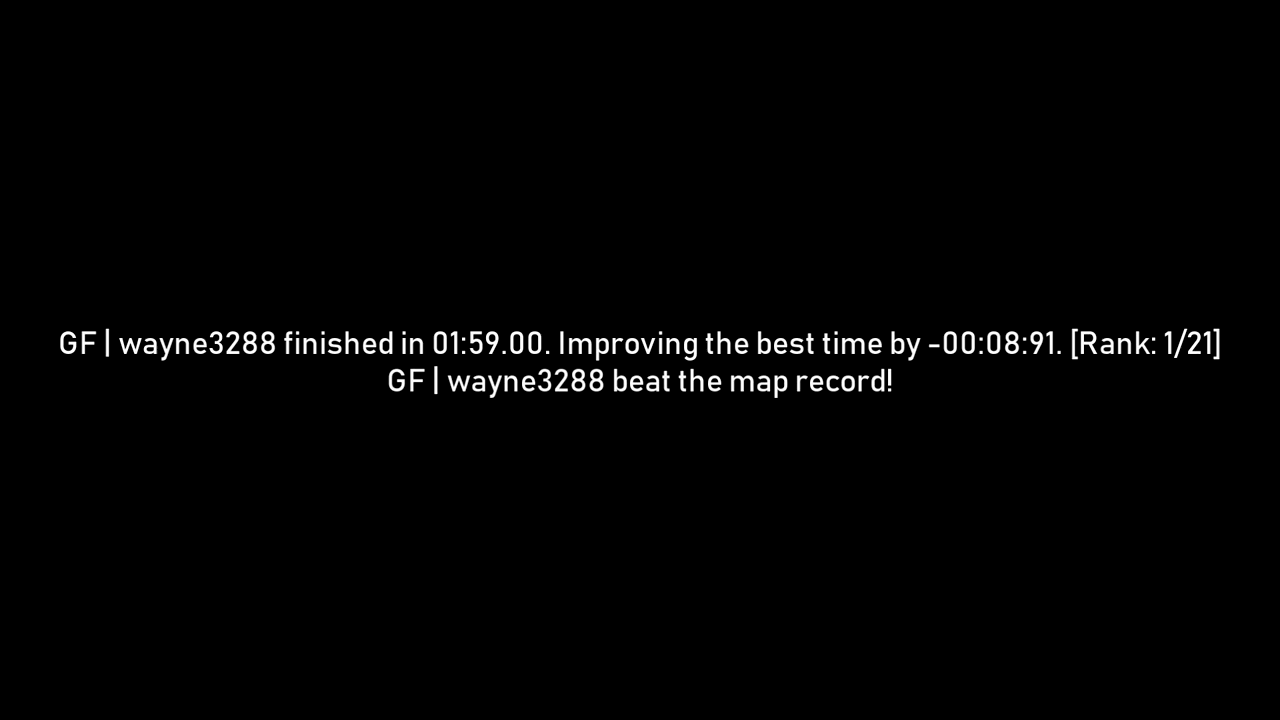 GF | wayne3288 finished in 01:59.00. Improving the best time by -00:08:91. [Rank: 1/21]
GF | wayne3288 beat the map record!